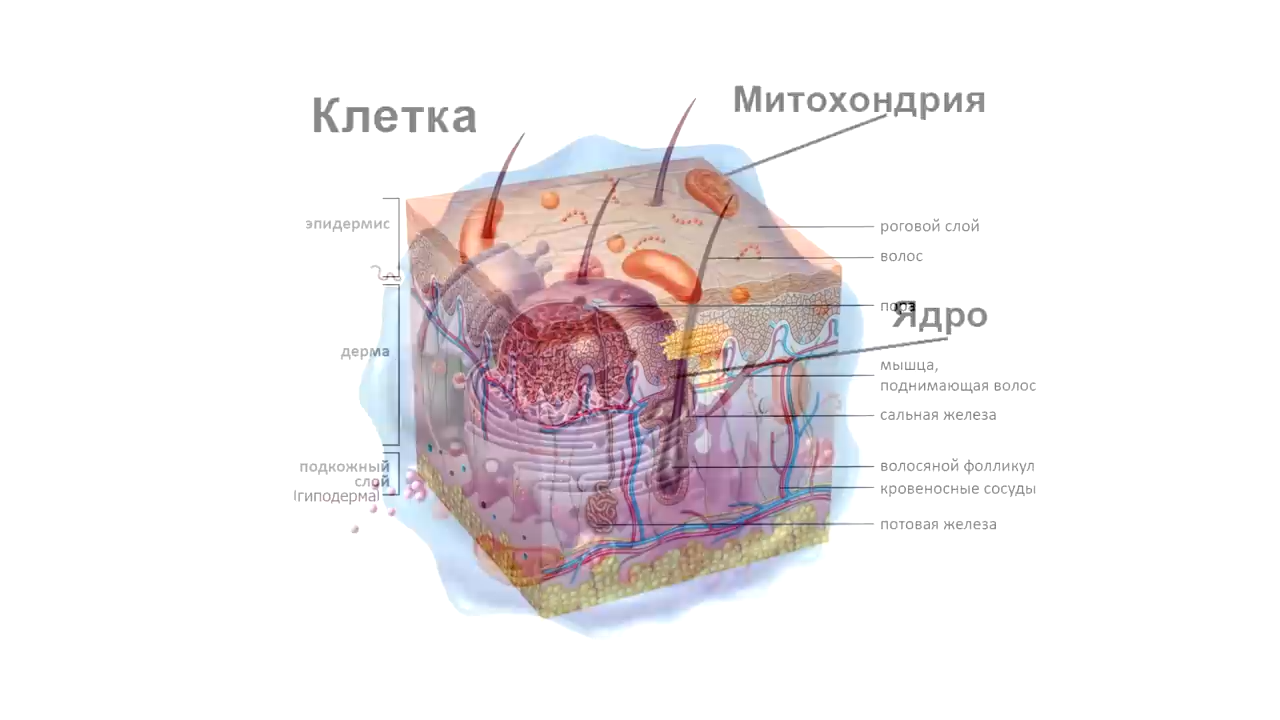 Клетка
Митохондрия
эпидермис
дерма
подкожный
слой
(гиподерма)
роговой слой
волос
пора
Ядро
мышца,
поднимающая волос
сальная железа
волосяной фолликул
кровеносные сосуды
потовая железа